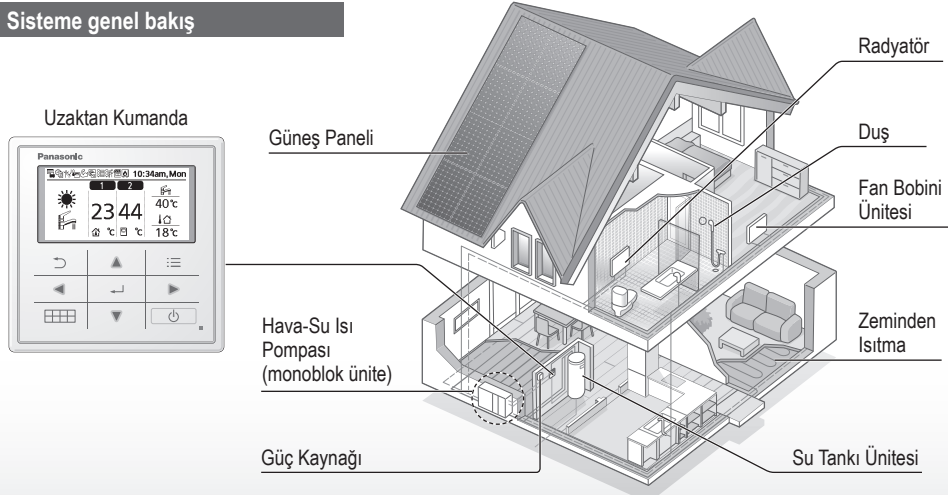 Sisteme genel bakış
Uzaktan Kumanda
Panasonic
10:34am, Mon
1 2
23 44
°C °C
40°C
18°C
Güneş Paneli
Radyatör
Duş
Fan Bobini
Ünitesi
Hava-Su Isı
Pompası
(monoblok ünite)
Zeminden
Isıtma
Güç Kaynağı
Su Tankı Ünitesi